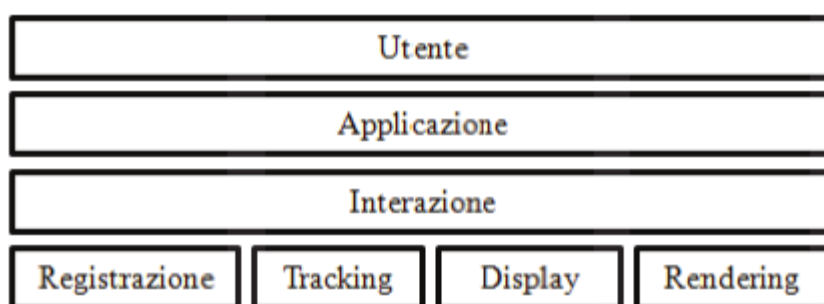 Utente
Applicazione
Interazione
Registrazione Tracking Display Rendering